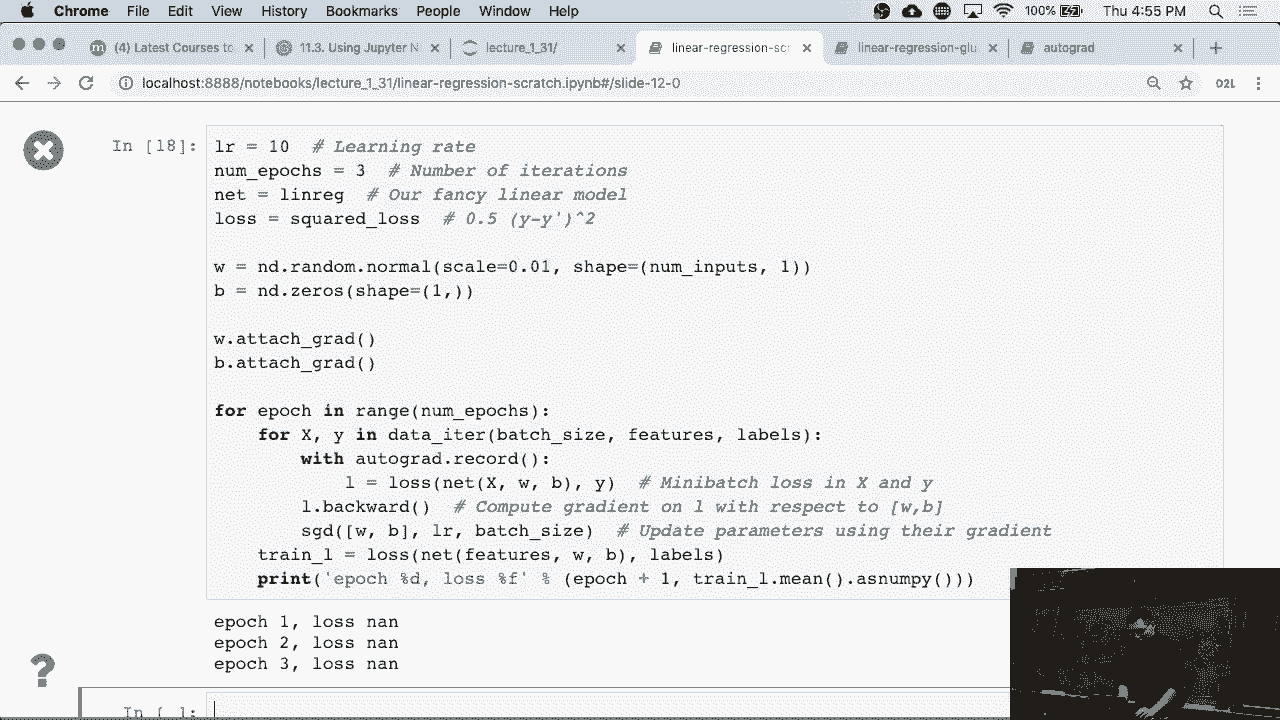 Chrome File Edit View History Bookmarks People Window Help 100% Thu 4:55 PM
(4) Latest Courses to 11.3. Using Jupyter N lecture_1_31/ linear-regression-scr linear-regression-glu autograd
localhost:8888/notebooks/lecture_1_31/linear-regression-scratch.ipynb#/slide-12-0
In [18]: lr = 10 # Learning rate
num_epochs = 3 # Number of iterations
net = linreg # Our fancy linear model
loss = squared_loss # 0.5 (y-y')^2
w = nd.random.normal(scale=0.01, shape=(num_inputs, 1))
b = nd.zeros(shape=(1,))
w.attach_grad()
b.attach_grad()
for epoch in range(num_epochs):
for X, y in data_iter(batch_size, features, labels):
with autograd.record():
l = loss(net(X, w, b), y) # Minibatch loss in X and y
l.backward() # Compute gradient on l with respect to [w,b]
sgd([w, b], lr, batch_size) # Update parameters using their gradient
train_l = loss(net(features, w, b), labels)
print('epoch %d, loss %f' % (epoch + 1, train_l.mean().asnumpy()))
epoch 1, loss nan
epoch 2, loss nan
epoch 3, loss nan
In [ ]: